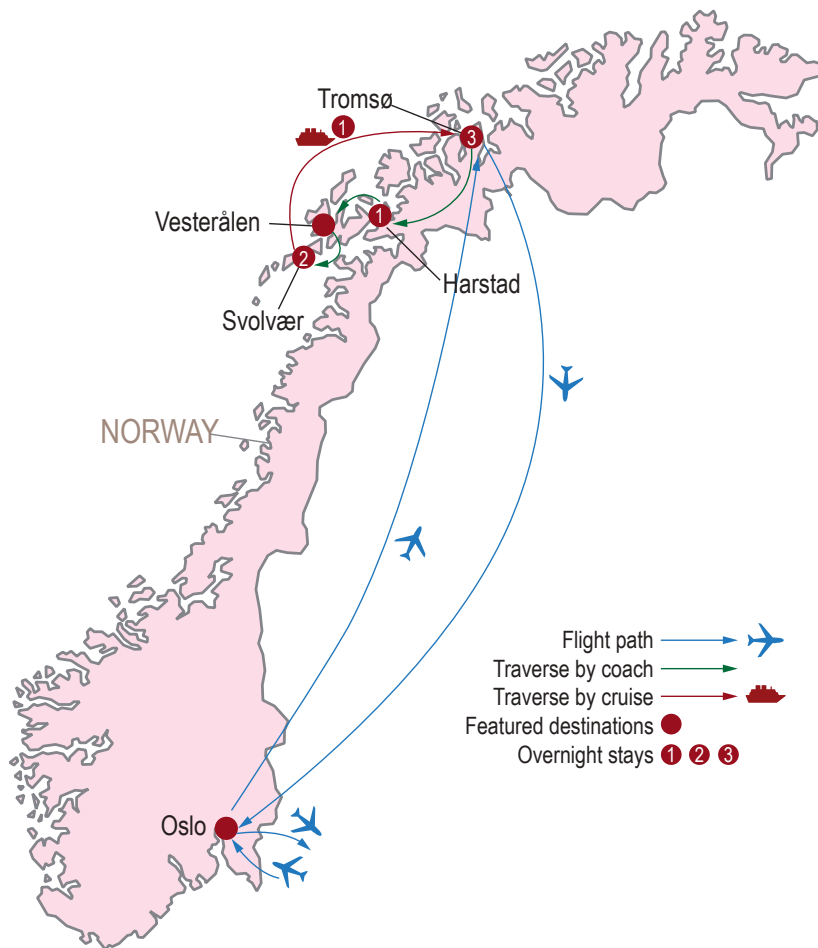 Tromsø
1
3
Vesterålen
1
2
Harstad
Svolvær
NORWAY
Flight path
Traverse by coach
Traverse by cruise
Featured destinations
Overnight stays 1 2 3
Oslo